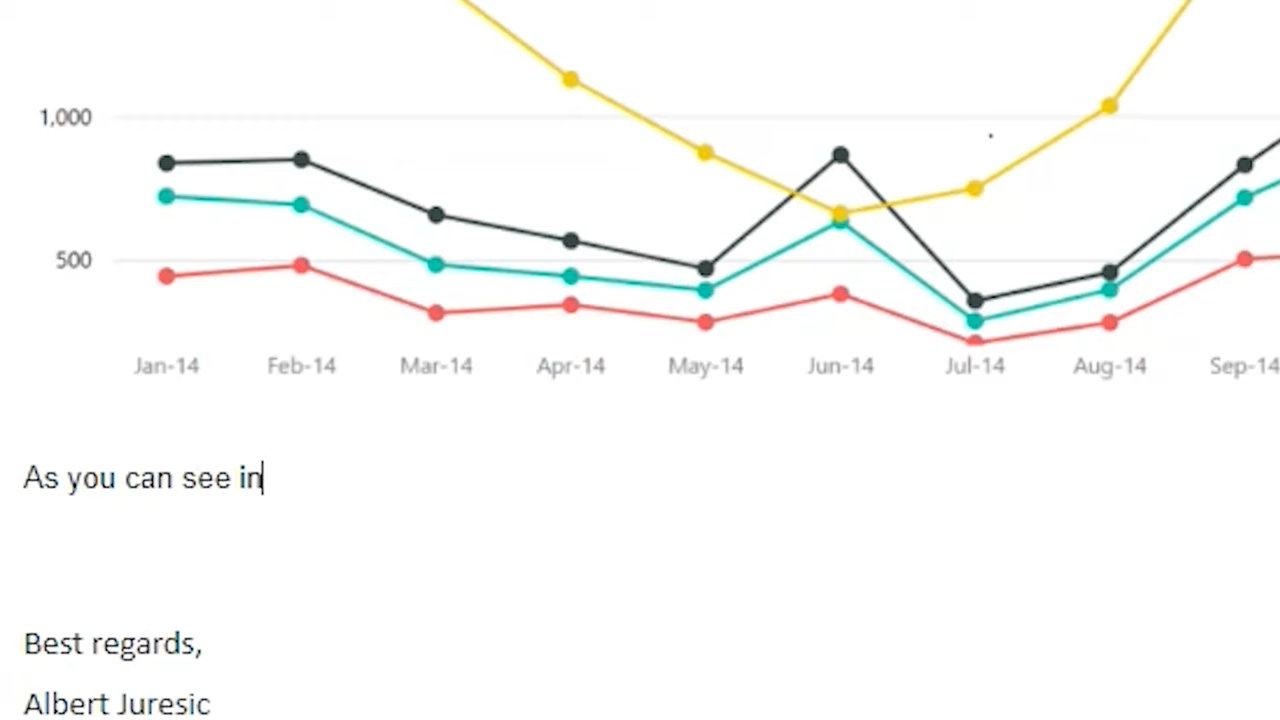 1,000
500
Jan-14 Feb-14 Mar-14 Apr-14 May-14 Jun-14 Jul-14 Aug-14 Sep-14
As you can see in
Best regards,
Albert Juresic